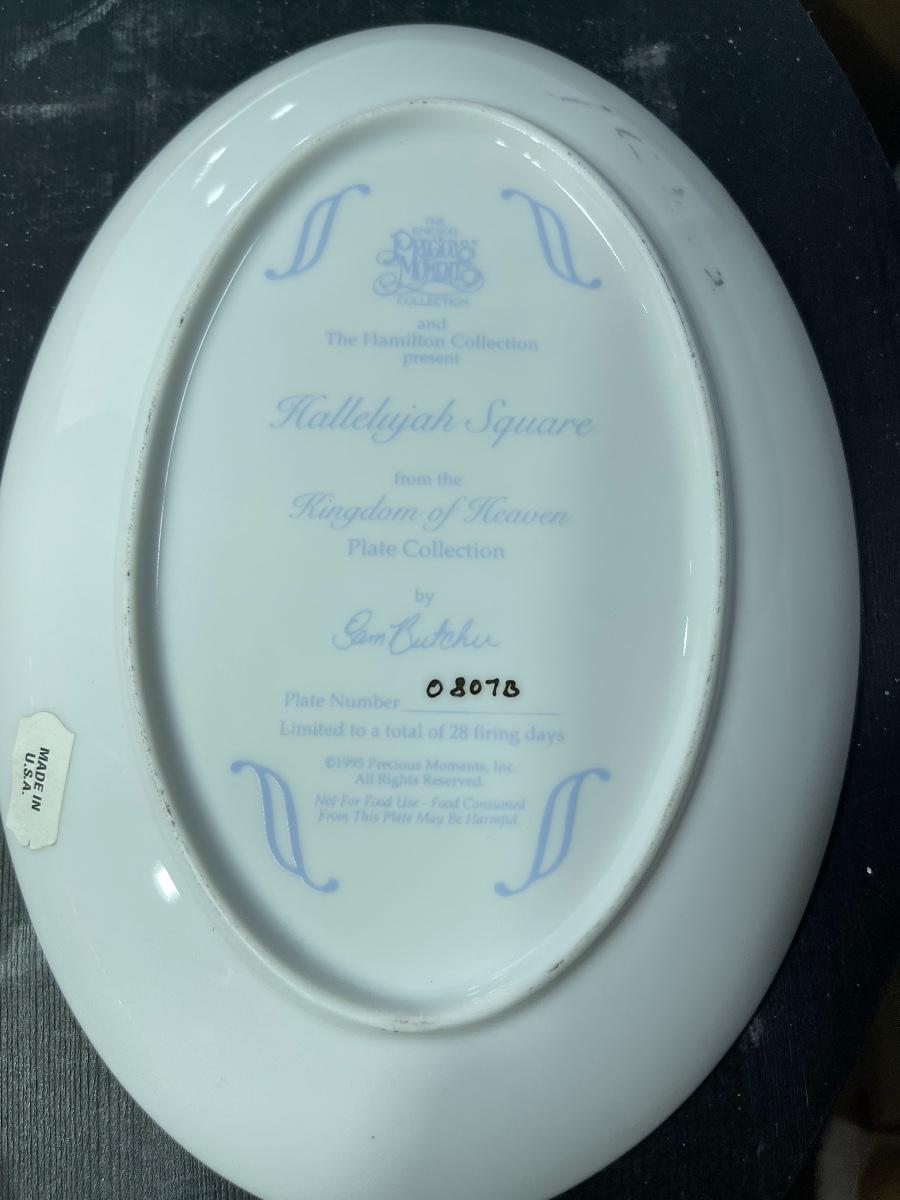 THE
ENESCO
Precious
Moments
COLLECTION
and
The Hamilton Collection
present
Hallelujah Square
from the
Kingdom of Heaven
Plate Collection
by
Sam Butcher
Plate Number 0807B
Limited to a total of 28 firing days
©1995 Precious Moments, Inc.
All Rights Reserved.
Not For Food Use - Food Consumed
From This Plate May Be Harmful.
MADE IN
U.S.A.